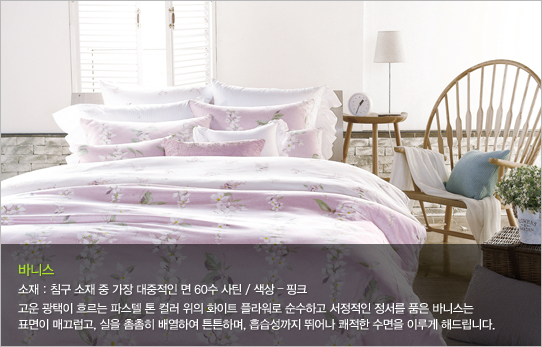 바니스
소재 : 침구 소재 중 가장 대중적인 면 60수 사틴 / 색상 - 핑크
고운 광택이 흐르는 파스텔 톤 컬러 위의 화이트 플라워로 순수하고 서정적인 정서를 품은 바니스는
표면이 매끄럽고, 실을 촘촘히 배열하여 튼튼하며, 흡습성까지 뛰어나 쾌적한 수면을 이루게 해드립니다.